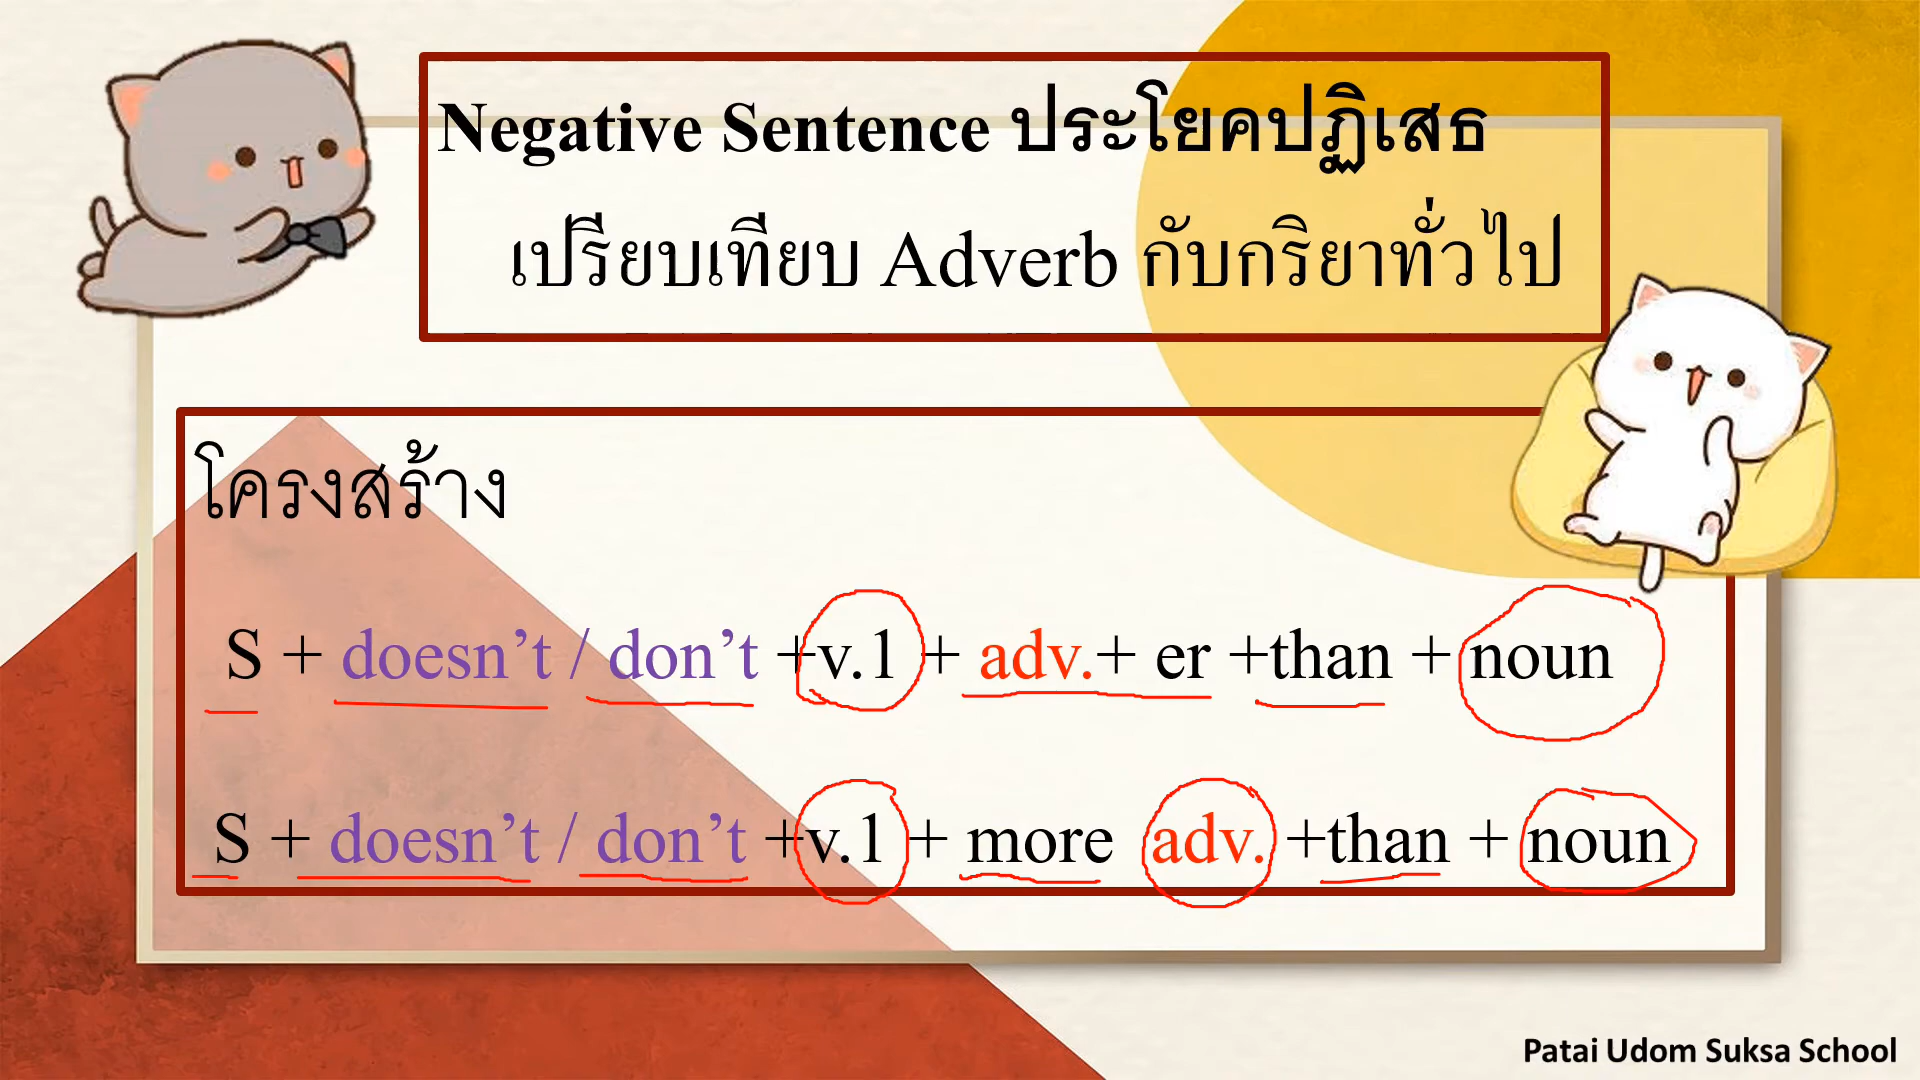 Negative Sentence ประโยคปฏิเสธ
เปรียบเทียบ Adverb กับกริยาทั่วไป
โครงสร้าง
S + doesn’t / don’t +v.1 + adv.+ er +than + noun
S + doesn’t / don’t +v.1 + more adv. +than + noun
Patai Udom Suksa School